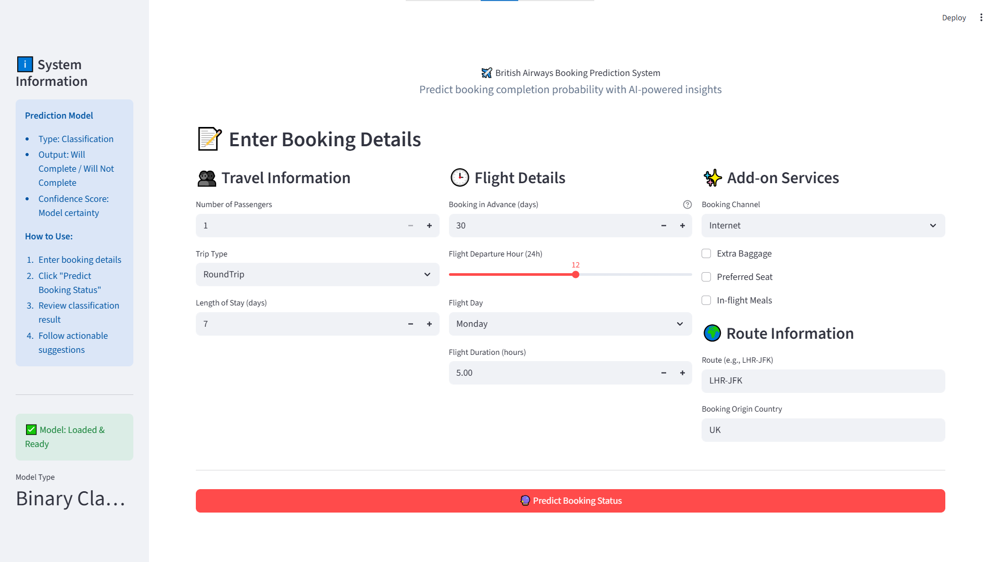 Deploy
System
Information
Prediction Model
• Type: Classification
• Output: Will
Complete / Will Not
Complete
• Confidence Score:
Model certainty
How to Use:
1. Enter booking details
2. Click "Predict
Booking Status"
3. Review classification
result
4. Follow actionable
suggestions
Model: Loaded &
Ready
Model Type
Binary Cla...
British Airways Booking Prediction System
Predict booking completion probability with AI-powered insights
Enter Booking Details
Travel Information
Number of Passengers
1
Trip Type
RoundTrip
Length of Stay (days)
7
Flight Details
Booking in Advance (days)
30
Flight Departure Hour (24h)
12
Flight Day
Monday
Flight Duration (hours)
5.00
Add-on Services
Booking Channel
Internet
Extra Baggage
Preferred Seat
In-flight Meals
Route Information
Route (e.g., LHR-JFK)
LHR-JFK
Booking Origin Country
UK
Predict Booking Status